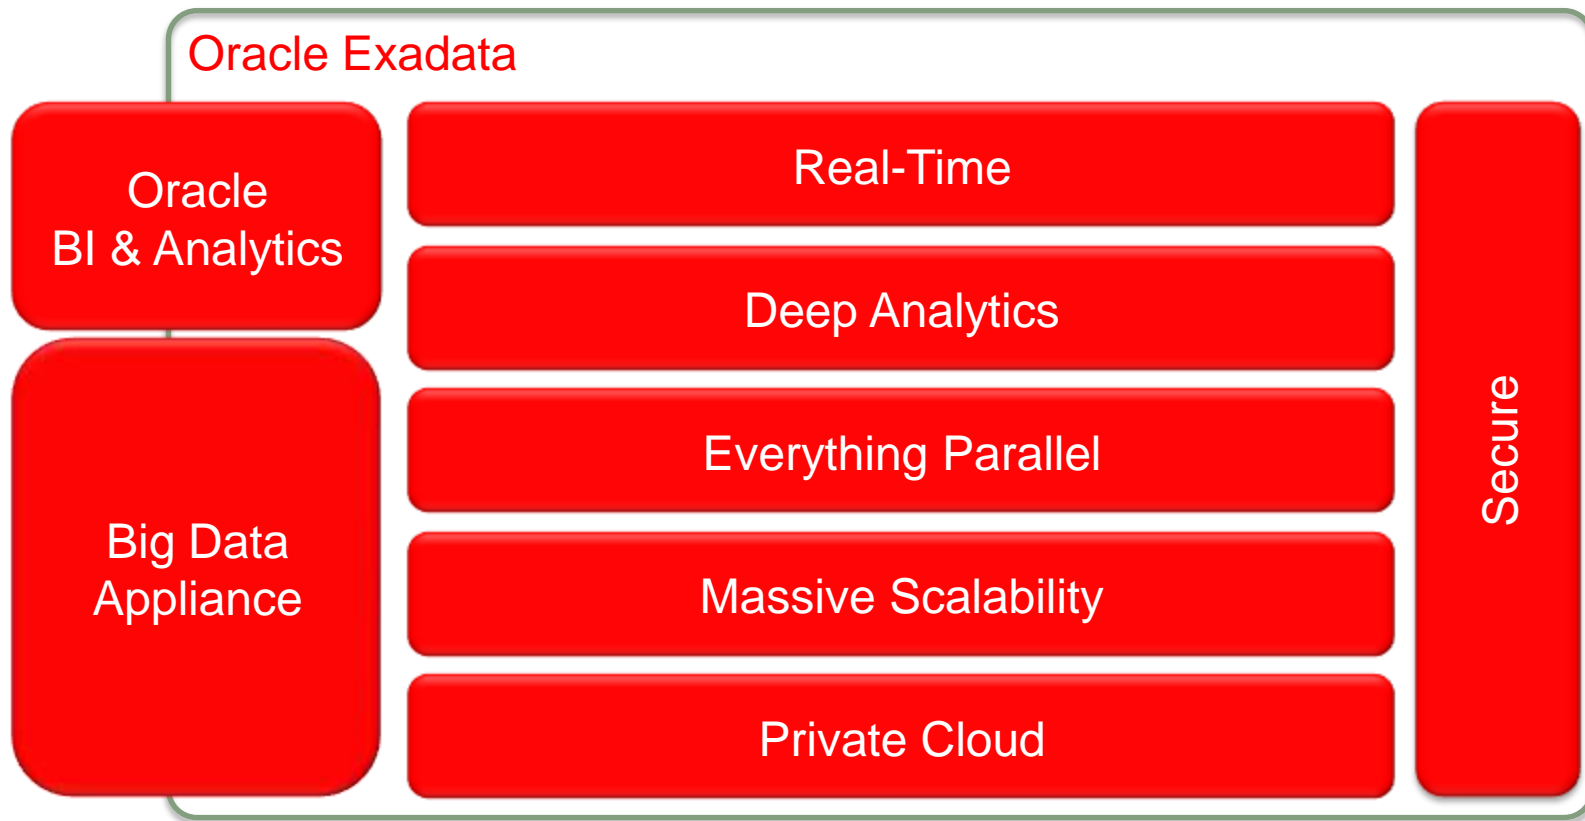 Oracle Exadata
Oracle
BI & Analytics
Big Data
Appliance
Real-Time
Deep Analytics
Everything Parallel
Massive Scalability
Private Cloud
Secure